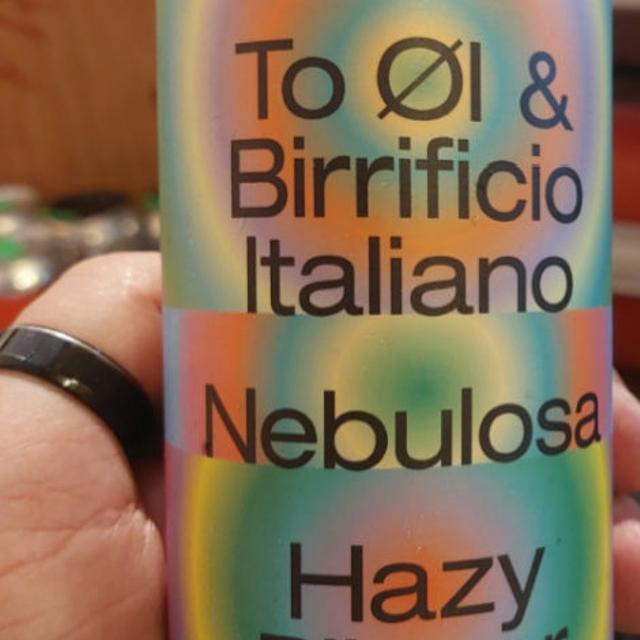 To Øl &
Birrificio
Italiano
Nebulosa
Hazy